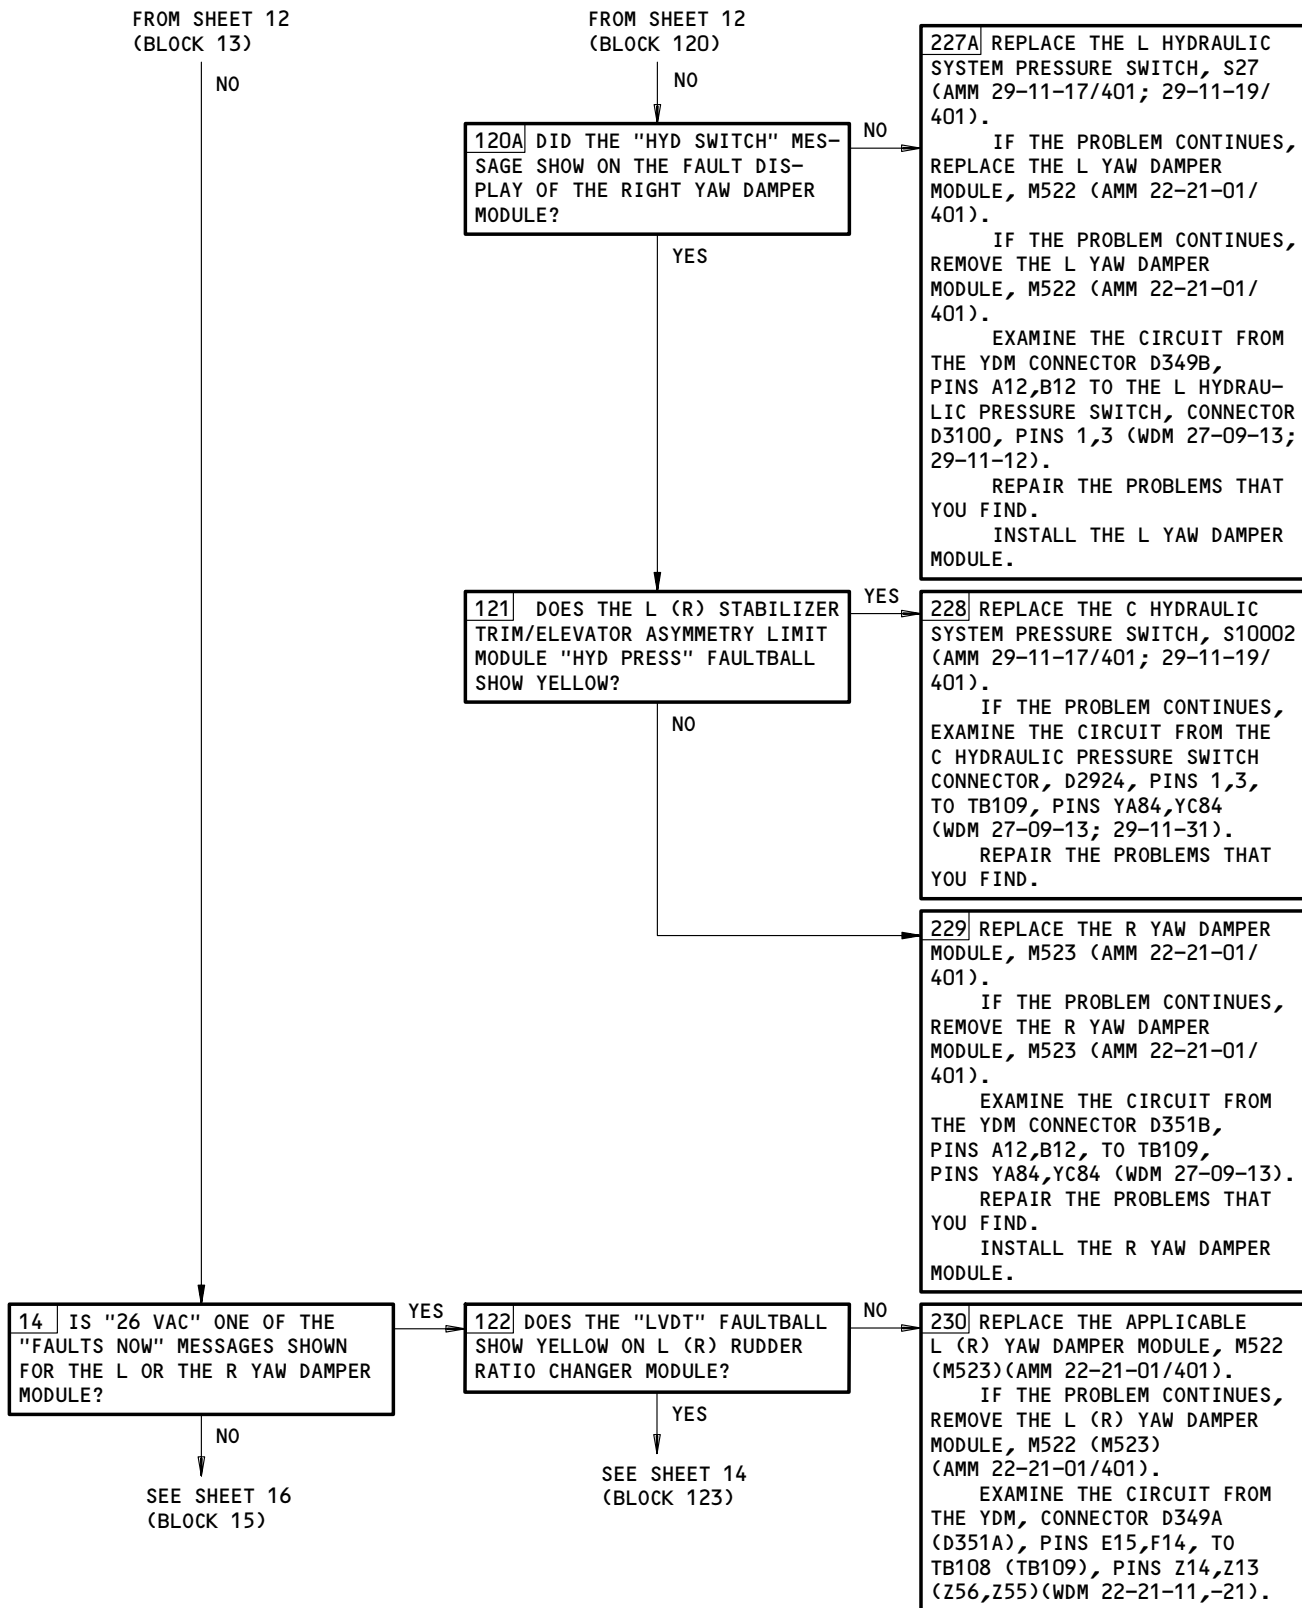 FROM SHEET 12
(BLOCK 13)
NO
FROM SHEET 12
(BLOCK 120)
NO
120A DID THE "HYD SWITCH" MES-
SAGE SHOW ON THE FAULT DIS-
PLAY OF THE RIGHT YAW DAMPER
MODULE?
NO
YES
227A REPLACE THE L HYDRAULIC
SYSTEM PRESSURE SWITCH, S27
(AMM 29-11-17/401; 29-11-19/
401).
IF THE PROBLEM CONTINUES,
REPLACE THE L YAW DAMPER
MODULE, M522 (AMM 22-21-01/
401).
IF THE PROBLEM CONTINUES,
REMOVE THE L YAW DAMPER
MODULE, M522 (AMM 22-21-01/
401).
EXAMINE THE CIRCUIT FROM
THE YDM CONNECTOR D349B,
PINS A12,B12 TO THE L HYDRAU-
LIC PRESSURE SWITCH, CONNECTOR
D3100, PINS 1,3 (WDM 27-09-13;
29-11-12).
REPAIR THE PROBLEMS THAT
YOU FIND.
INSTALL THE L YAW DAMPER
MODULE.
121 DOES THE L (R) STABILIZER
TRIM/ELEVATOR ASYMMETRY LIMIT
MODULE "HYD PRESS" FAULTBALL
SHOW YELLOW?
YES
NO
228 REPLACE THE C HYDRAULIC
SYSTEM PRESSURE SWITCH, S10002
(AMM 29-11-17/401; 29-11-19/
401).
IF THE PROBLEM CONTINUES,
EXAMINE THE CIRCUIT FROM THE
C HYDRAULIC PRESSURE SWITCH
CONNECTOR, D2924, PINS 1,3,
TO TB109, PINS YA84,YC84
(WDM 27-09-13; 29-11-31).
REPAIR THE PROBLEMS THAT
YOU FIND.
229 REPLACE THE R YAW DAMPER
MODULE, M523 (AMM 22-21-01/
401).
IF THE PROBLEM CONTINUES,
REMOVE THE R YAW DAMPER
MODULE, M523 (AMM 22-21-01/
401).
EXAMINE THE CIRCUIT FROM
THE YDM CONNECTOR D351B,
PINS A12,B12, TO TB109,
PINS YA84,YC84 (WDM 27-09-13).
REPAIR THE PROBLEMS THAT
YOU FIND.
INSTALL THE R YAW DAMPER
MODULE.
14 IS "26 VAC" ONE OF THE
"FAULTS NOW" MESSAGES SHOWN
FOR THE L OR THE R YAW DAMPER
MODULE?
YES
NO
SEE SHEET 16
(BLOCK 15)
122 DOES THE "LVDT" FAULTBALL
SHOW YELLOW ON L (R) RUDDER
RATIO CHANGER MODULE?
NO
YES
SEE SHEET 14
(BLOCK 123)
230 REPLACE THE APPLICABLE
L (R) YAW DAMPER MODULE, M522
(M523)(AMM 22-21-01/401).
IF THE PROBLEM CONTINUES,
REMOVE THE L (R) YAW DAMPER
MODULE, M522 (M523)
(AMM 22-21-01/401).
EXAMINE THE CIRCUIT FROM
THE YDM, CONNECTOR D349A
(D351A), PINS E15,F14, TO
TB108 (TB109), PINS Z14,Z13
(Z56,Z55)(WDM 22-21-11,-21).